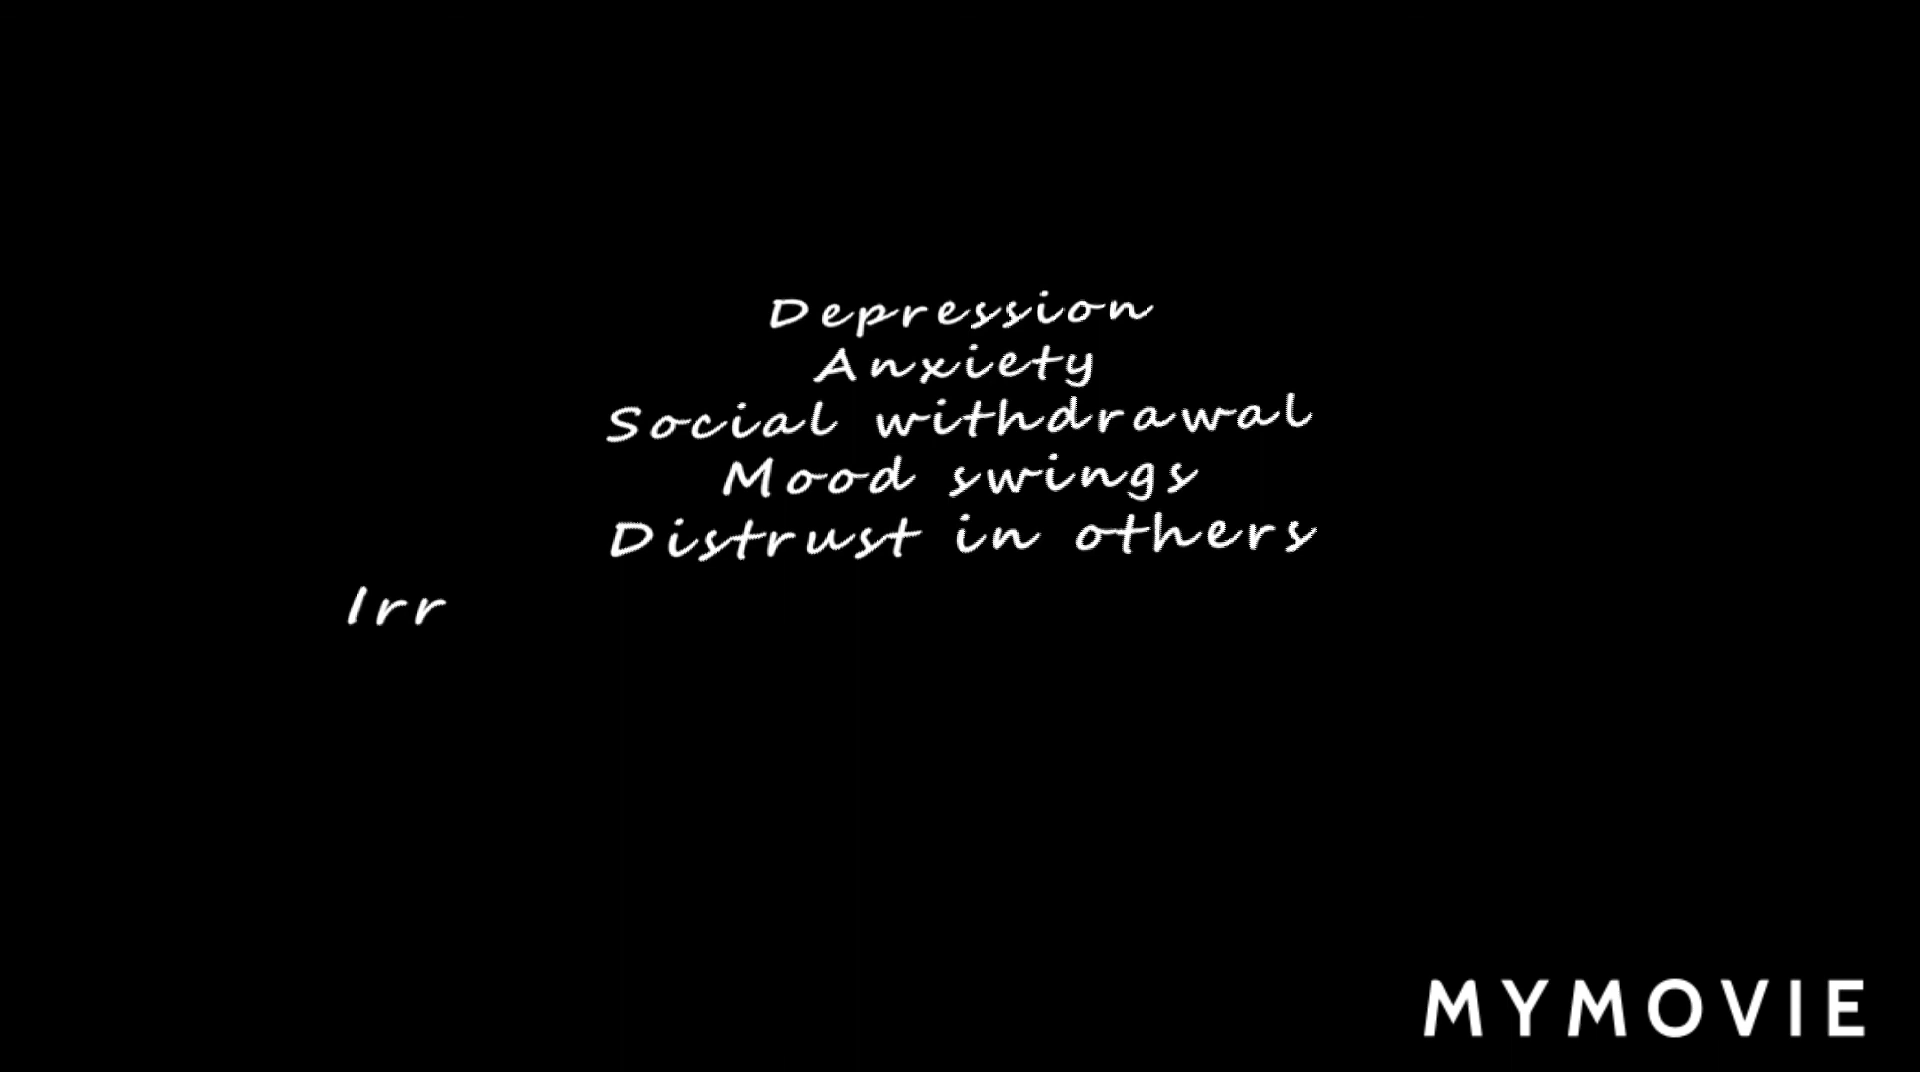 Depression
Anxiety
Social withdrawal
Mood swings
Distrust in others
Irr
MYMOVIE